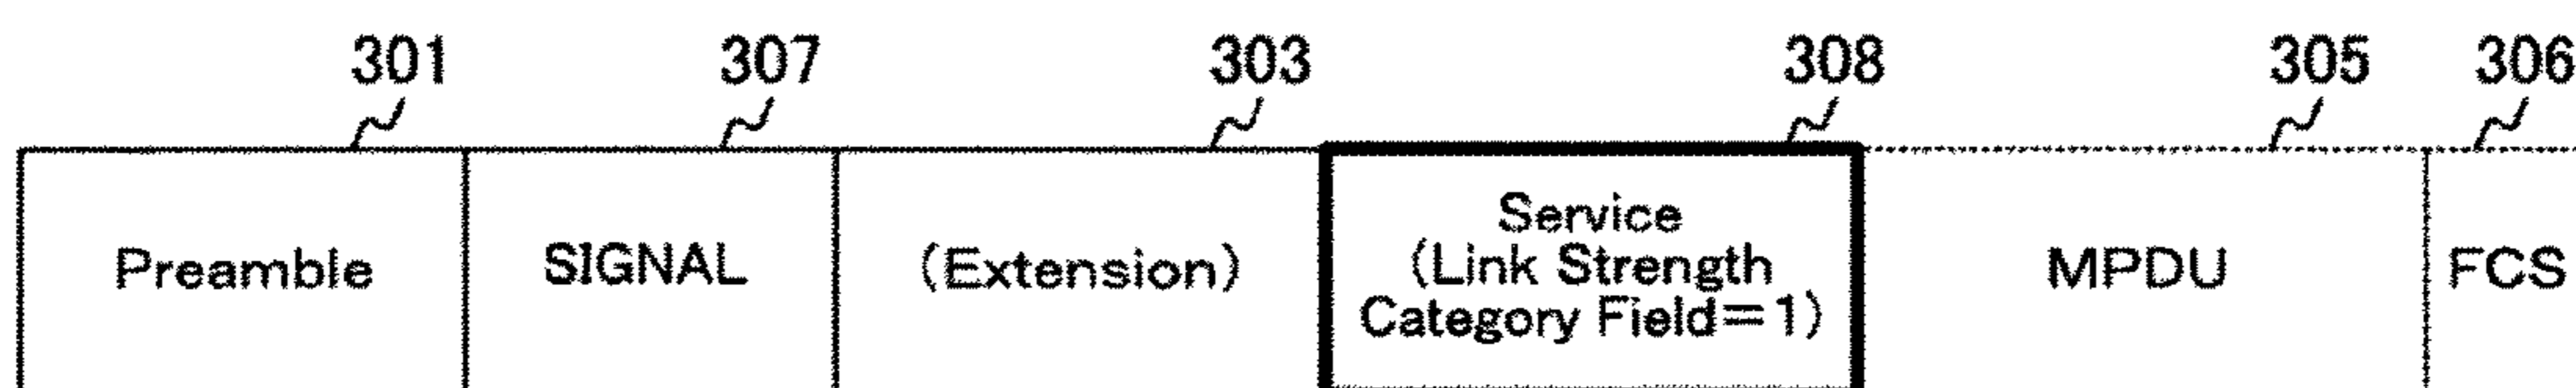 301 307 303 308 305 306
Preamble SIGNAL (Extension) Service
(Link Strength
Category Field=1) MPDU FCS